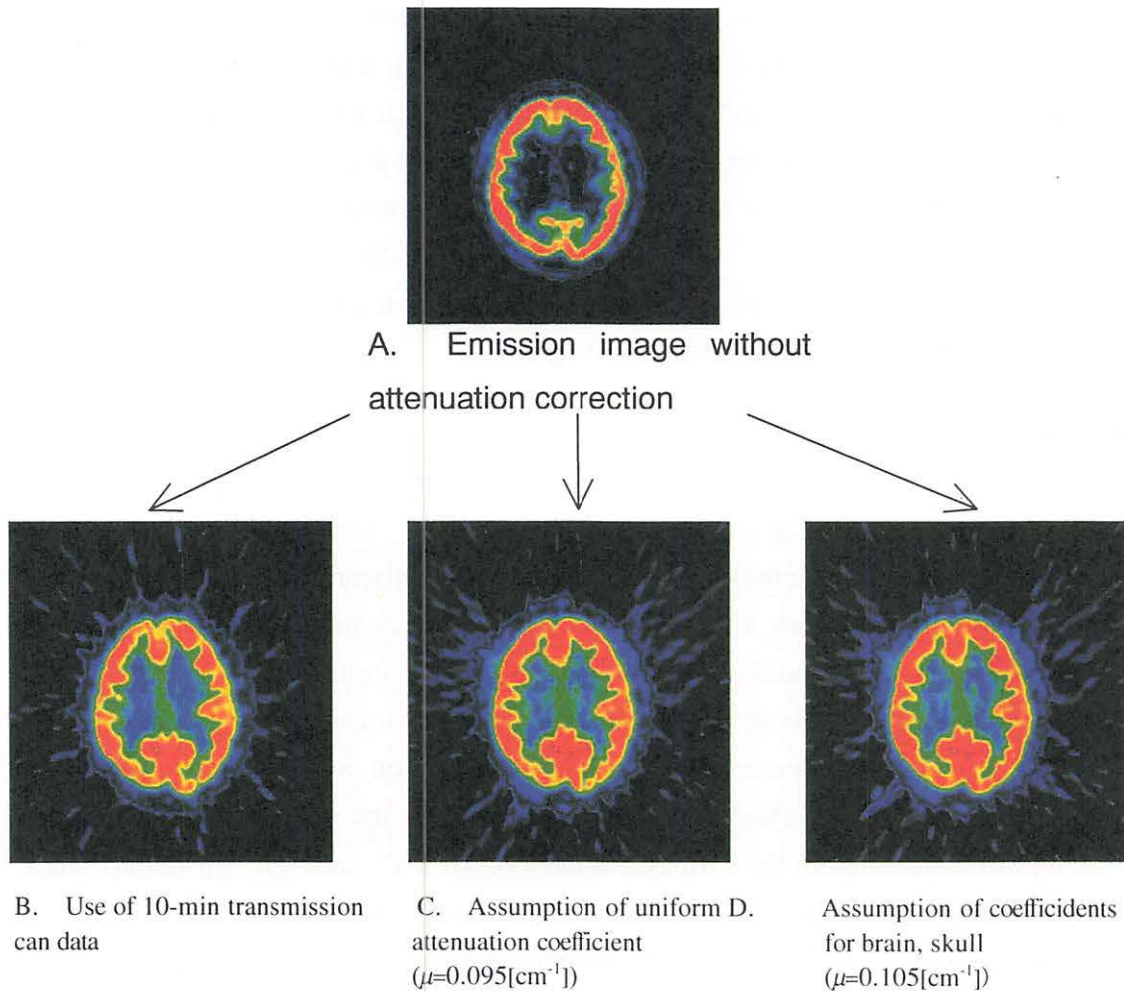 A. Emission image without
attenuation correction
B. Use of 10-min transmission
can data
C. Assumption of uniform D.
attenuation coefficient
(μ=0.095[cm⁻¹])
Assumption of coefficidents
for brain, skull
(μ=0.105[cm⁻¹])